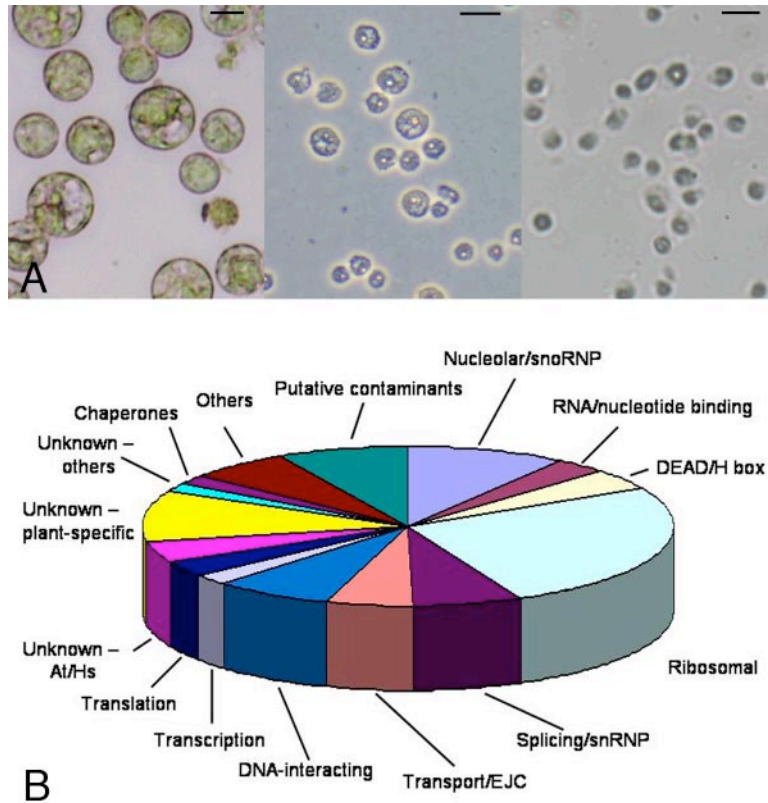 A
Nucleolar/snoRNP
Putative contaminants
RNA/nucleotide binding
Others
Chaperones
DEAD/H box
Unknown –
others
Unknown –
plant-specific
Unknown –
At/Hs
Ribosomal
Translation
Splicing/snRNP
Transcription
DNA-interacting
Transport/EJC
B